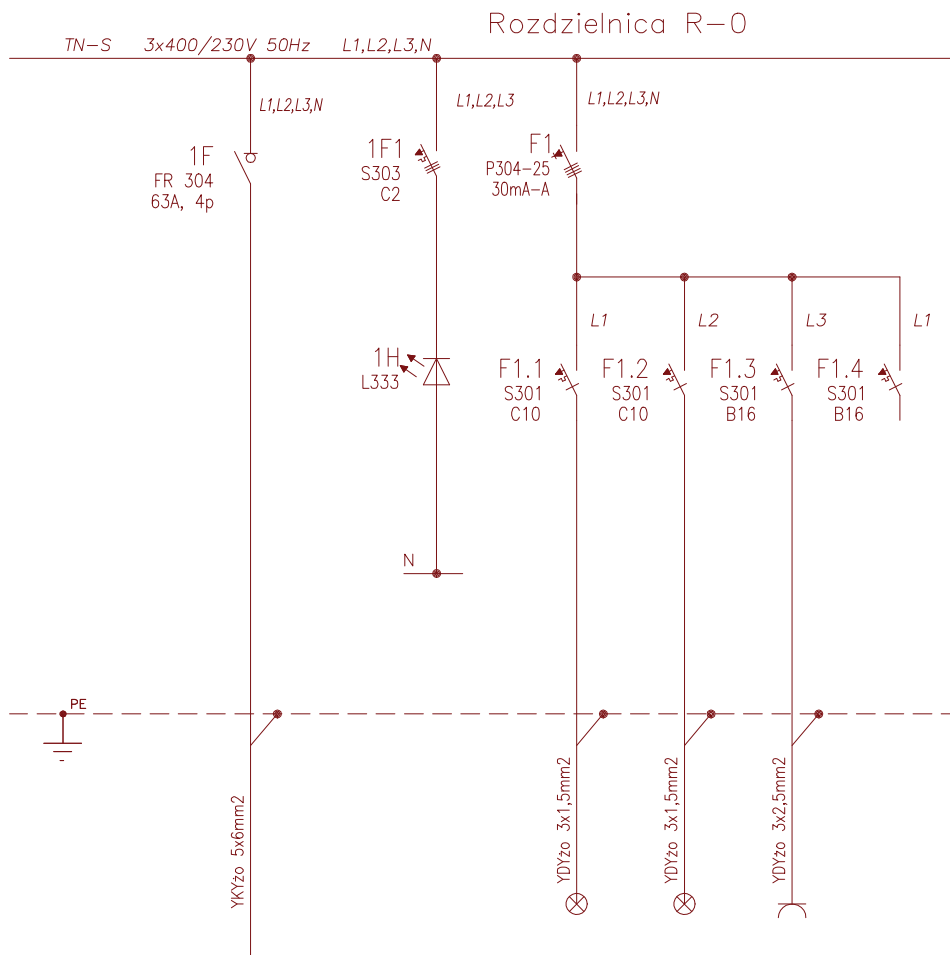 Rozdzielnica R-0
TN-S 3x400/230V 50Hz L1,L2,L3,N
L1,L2,L3,N
L1,L2,L3
L1,L2,L3,N
1F
FR 304
63A, 4p
1F1
S303
C2
F1
P304-25
30mA-A
L1
L2
L3
L1
1H
L333
F1.1
S301
C10
F1.2
S301
C10
F1.3
S301
B16
F1.4
S301
B16
N
PE
YKYżo 5x6mm2
YDYżo 3x1,5mm2
YDYżo 3x1,5mm2
YDYżo 3x2,5mm2